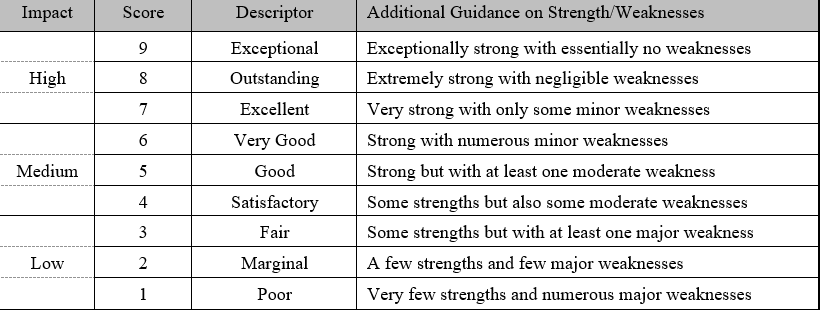 Impact Score Descriptor Additional Guidance on Strength/Weaknesses
9 Exceptional Exceptionally strong with essentially no weaknesses
High 8 Outstanding Extremely strong with negligible weaknesses
7 Excellent Very strong with only some minor weaknesses
6 Very Good Strong with numerous minor weaknesses
Medium 5 Good Strong but with at least one moderate weakness
4 Satisfactory Some strengths but also some moderate weaknesses
3 Fair Some strengths but with at least one major weakness
Low 2 Marginal A few strengths and few major weaknesses
1 Poor Very few strengths and numerous major weaknesses